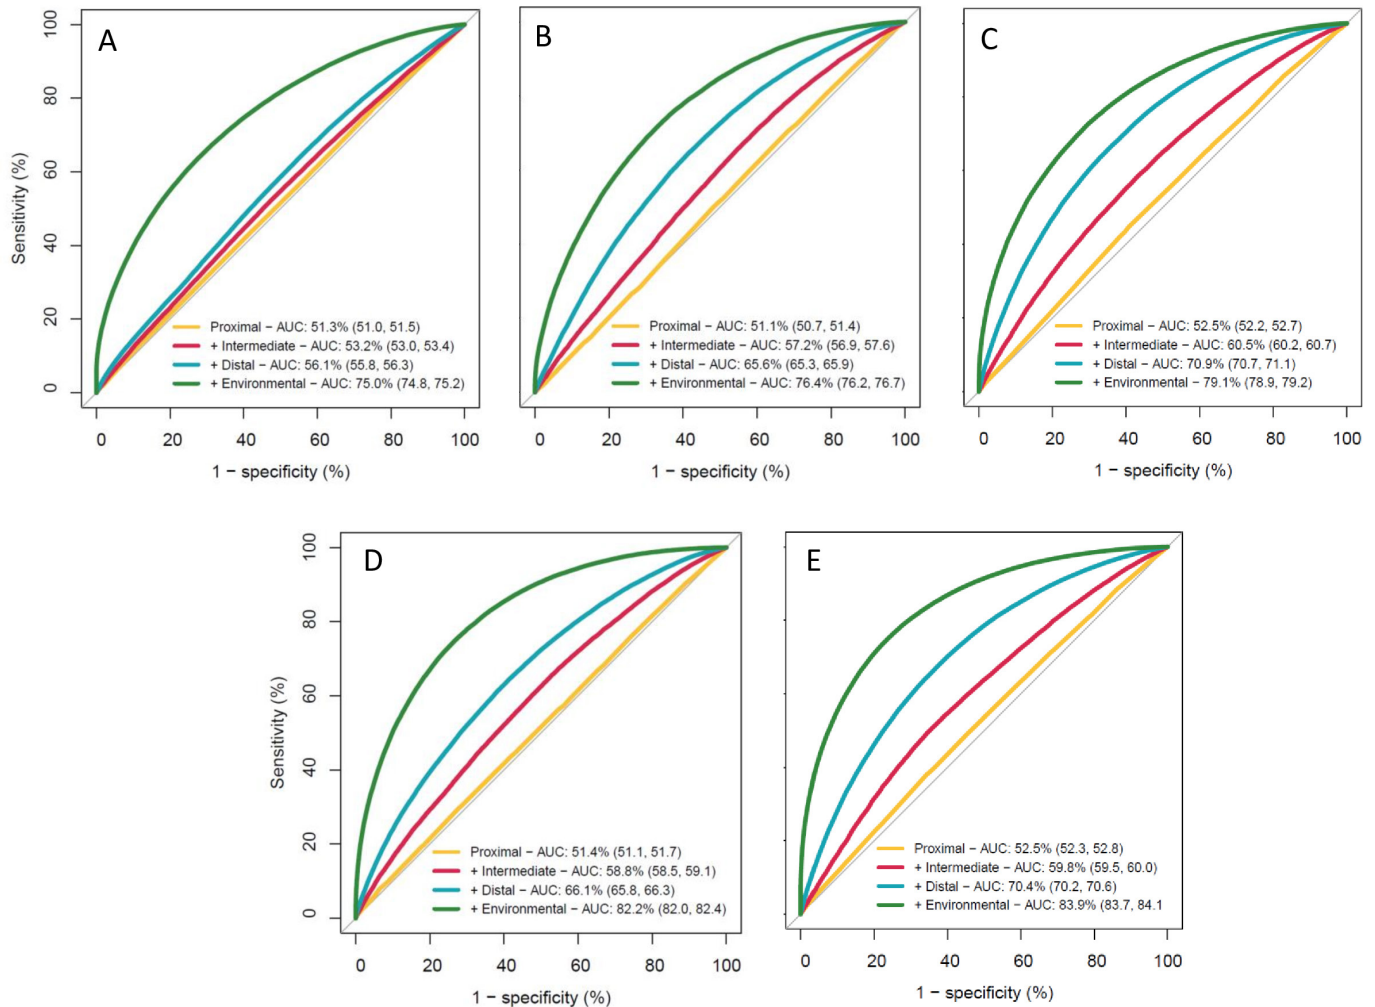 A
Sensitivity (%)
100
80
60
40
20
0
Proximal – AUC: 51.3% (51.0, 51.5)
+ Intermediate – AUC: 53.2% (53.0, 53.4)
+ Distal – AUC: 56.1% (55.8, 56.3)
+ Environmental – AUC: 75.0% (74.8, 75.2)
0 20 40 60 80 100
1 – specificity (%)
B
Proximal – AUC: 51.1% (50.7, 51.4)
+ Intermediate – AUC: 57.2% (56.9, 57.6)
+ Distal – AUC: 65.6% (65.3, 65.9)
+ Environmental – AUC: 76.4% (76.2, 76.7)
0 20 40 60 80 100
1 – specificity (%)
C
Proximal – AUC: 52.5% (52.2, 52.7)
+ Intermediate – AUC: 60.5% (60.2, 60.7)
+ Distal – AUC: 70.9% (70.7, 71.1)
+ Environmental – 79.1% (78.9, 79.2)
0 20 40 60 80 100
1 – specificity (%)
D
Sensitivity (%)
100
80
60
40
20
0
Proximal – AUC: 51.4% (51.1, 51.7)
+ Intermediate – AUC: 58.8% (58.5, 59.1)
+ Distal – AUC: 66.1% (65.8, 66.3)
+ Environmental – AUC: 82.2% (82.0, 82.4)
0 20 40 60 80 100
1 – specificity (%)
E
Proximal – AUC: 52.5% (52.3, 52.8)
+ Intermediate – AUC: 59.8% (59.5, 60.0)
+ Distal – AUC: 70.4% (70.2, 70.6)
+ Environmental – AUC: 83.9% (83.7, 84.1
0 20 40 60 80 100
1 – specificity (%)